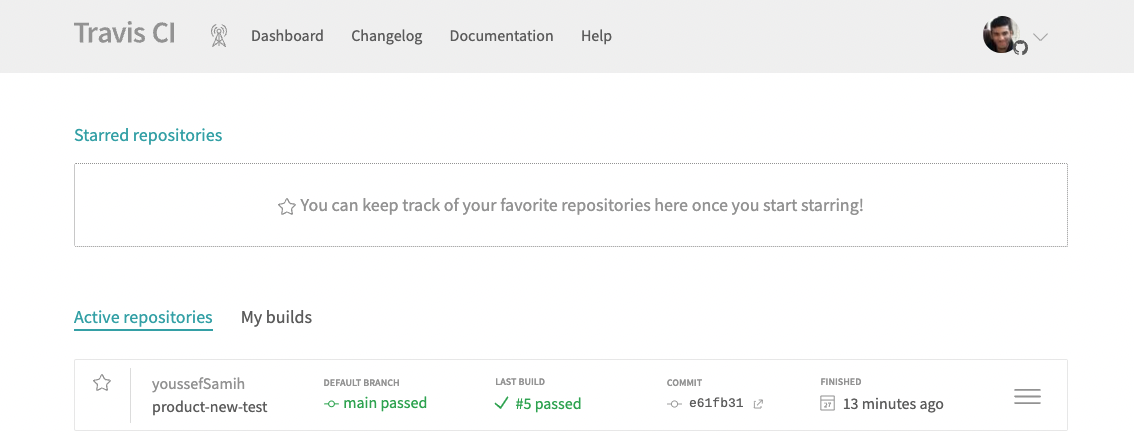 Travis CI Dashboard Changelog Documentation Help
Starred repositories
You can keep track of your favorite repositories here once you start starring!
Active repositories My builds
youssefSamih DEFAULT BRANCH LAST BUILD COMMIT FINISHED
product-new-test main passed #5 passed e61fb31 27 13 minutes ago